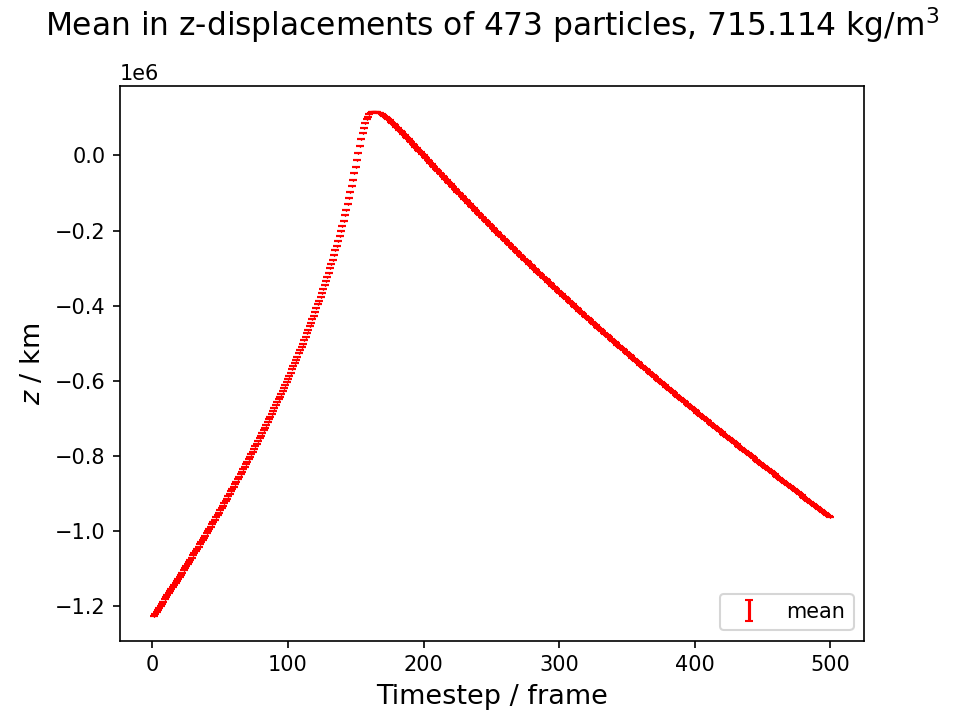 Mean in z-displacements of 473 particles, 715.114 kg/m³
1e6
0.0
−0.2
−0.4
−0.6
−0.8
−1.0
−1.2
z / km
mean
0 100 200 300 400 500
Timestep / frame